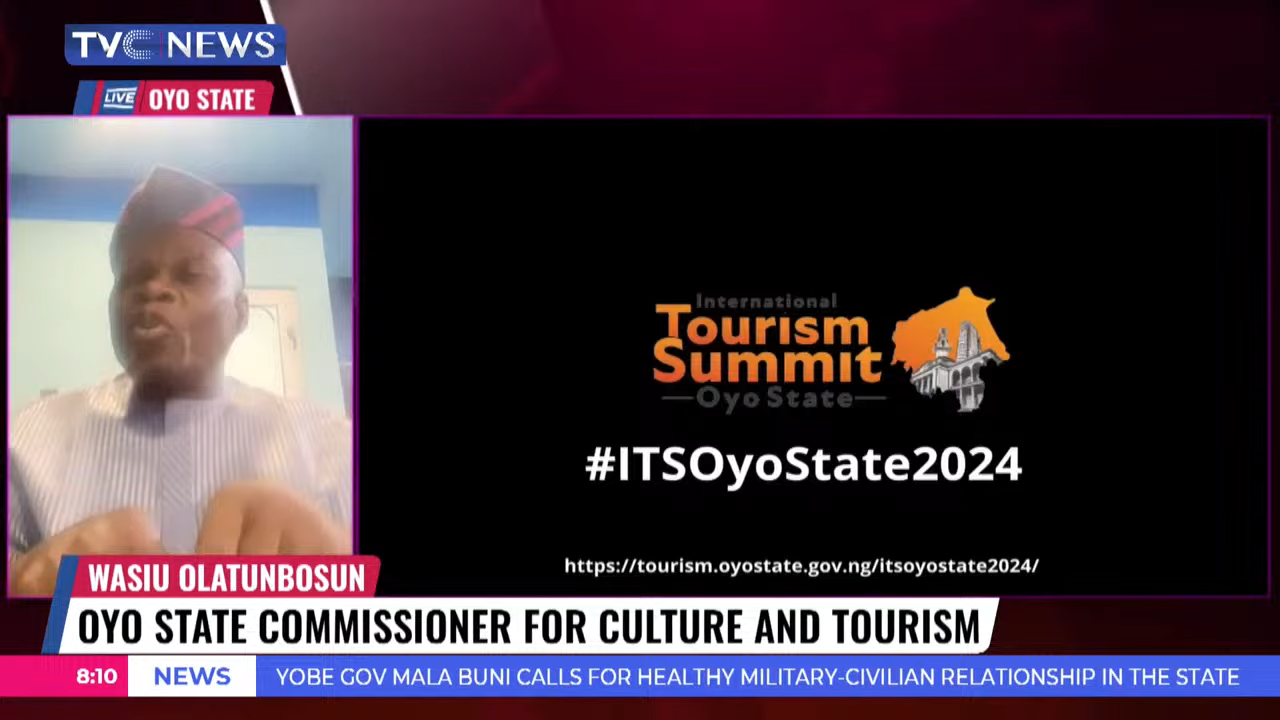 TVC NEWS
LIVE OYO STATE
International
Tourism
Summit
Oyo State
#ITSOyoState2024
https://tourism.oyostate.gov.ng/itsoyostate2024/
WASIU OLATUNBOSUN
OYO STATE COMMISSIONER FOR CULTURE AND TOURISM
8:10 NEWS YOBE GOV MALA BUNI CALLS FOR HEALTHY MILITARY-CIVILIAN RELATIONSHIP IN THE STATE